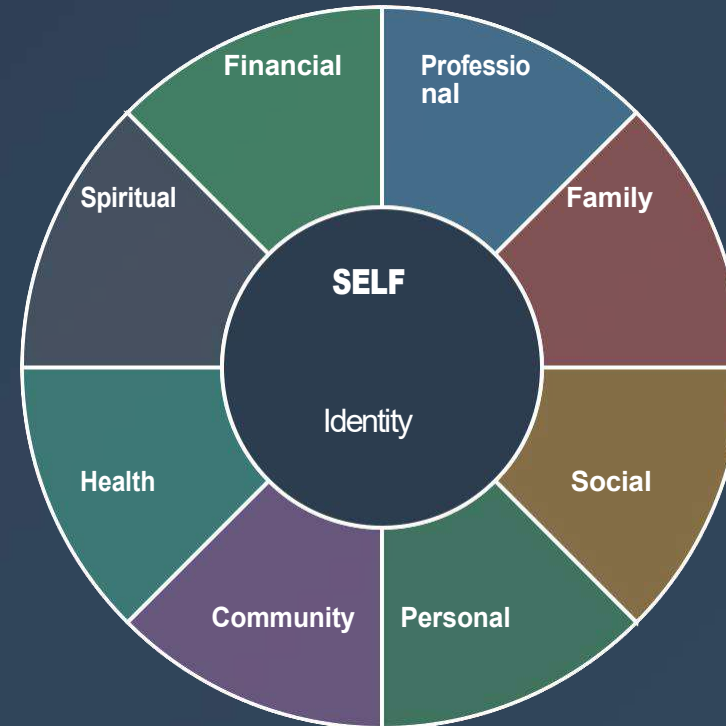 Financial
Professio
nal
Spiritual
Family
SELF
Identity
Health
Social
Community
Personal